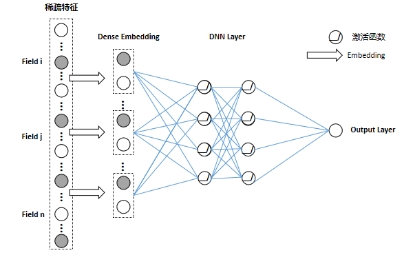 稀疏特征
Dense Embedding
DNN Layer
激活函数
Embedding
Field i
Field j
Output Layer
Field n